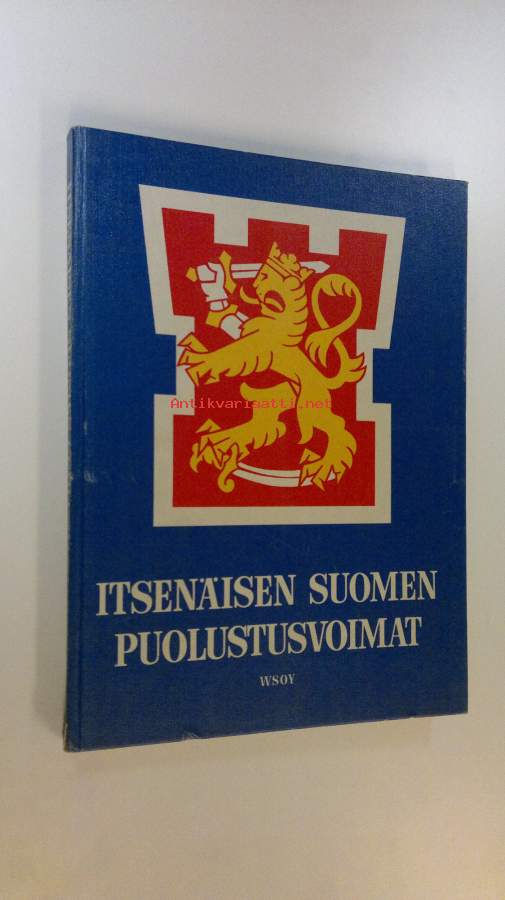 Antikvariaatti.net
ITSENÄISEN SUOMEN
PUOLUSTUSVOIMAT
WSOY